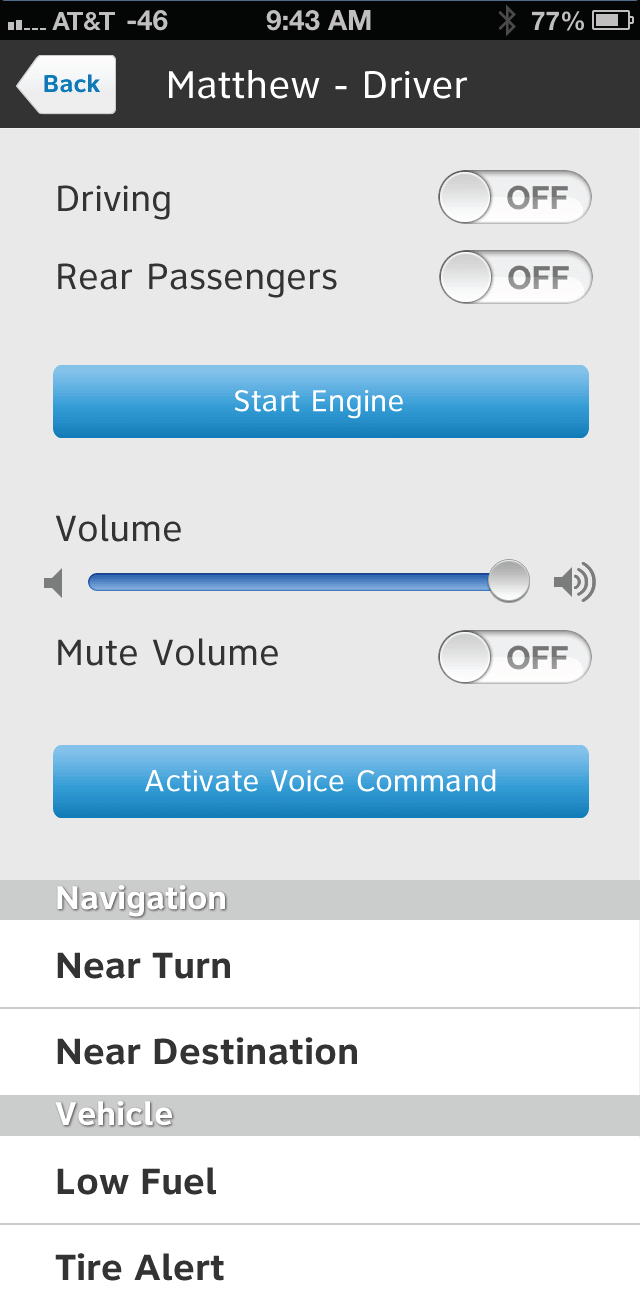 AT&T -46 9:43 AM 77%
Back Matthew - Driver
Driving OFF
Rear Passengers OFF
Start Engine
Volume
Mute Volume OFF
Activate Voice Command
Navigation
Near Turn
Near Destination
Vehicle
Low Fuel
Tire Alert